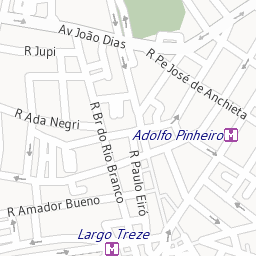 Av João Dias
R Jupi
R Pe José de Anchieta
R Ada Negri
R Br do Rio Branco
Adolfo Pinheiro M
R Paulo Eiró
R Amador Bueno
Largo Treze
M